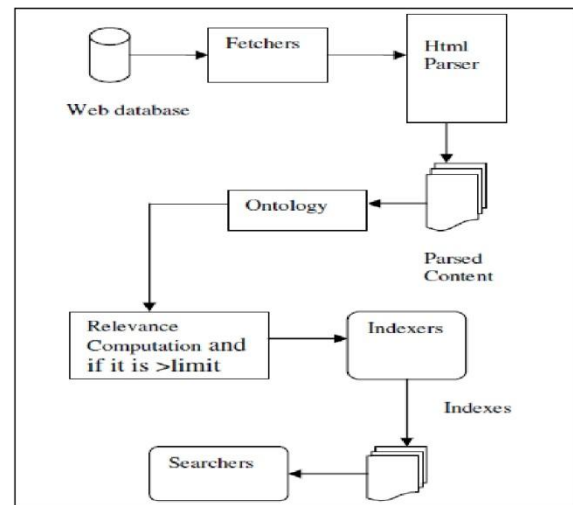 Fetchers
Html
Parser
Web database
Ontology
Parsed
Content
Relevance
Computation and
if it is >limit
Indexers
Indexes
Searchers